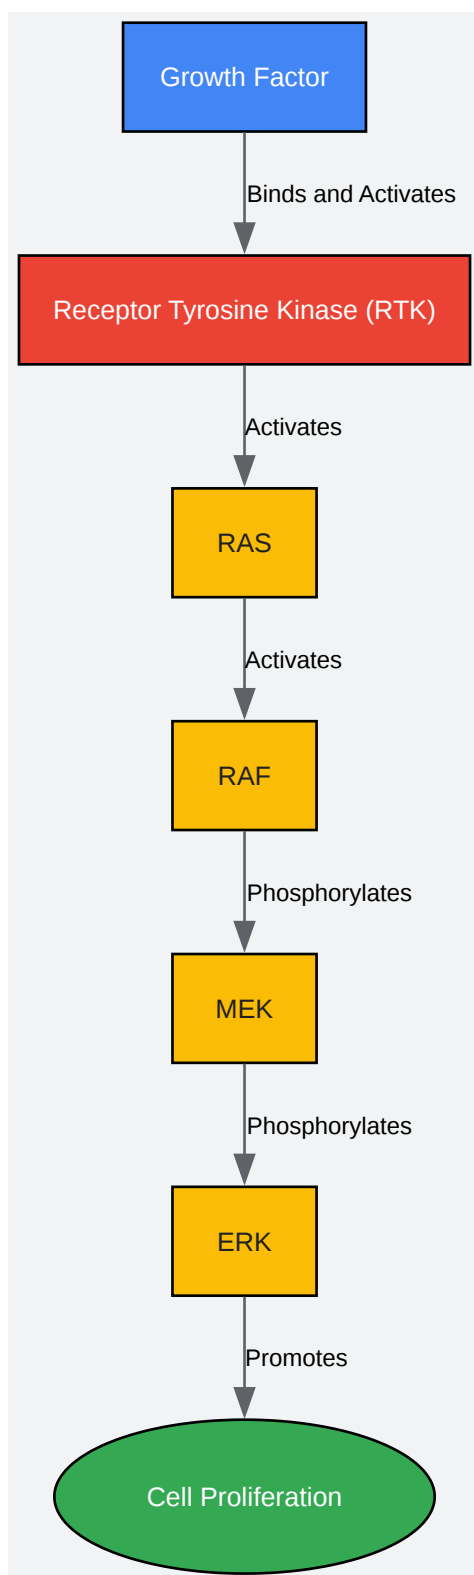 Growth Factor
Binds and Activates
Receptor Tyrosine Kinase (RTK)
Activates
RAS
Activates
RAF
Phosphorylates
MEK
Phosphorylates
ERK
Promotes
Cell Proliferation